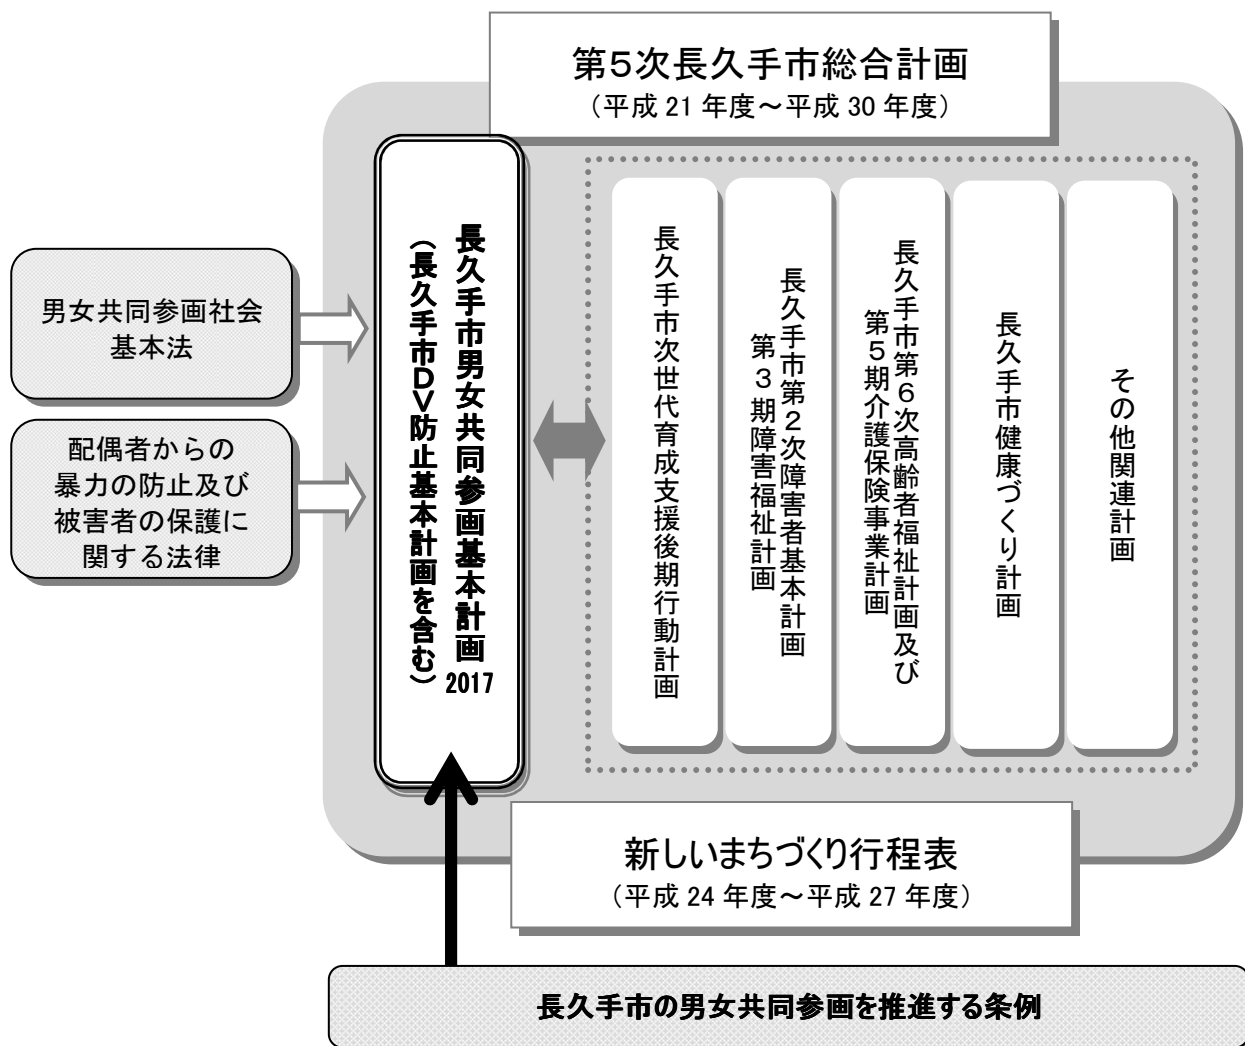 第5次長久手市総合計画
（平成 21 年度～平成 30 年度）
男女共同参画社会
基本法
配偶者からの
暴力の防止及び
被害者の保護に
関する法律
長久手市男女共同参画基本計画2017
（長久手市DV防止基本計画を含む）
長久手市次世代育成支援後期行動計画
長久手市第2次障害者基本計画
第3期障害福祉計画
長久手市第6次高齢者福祉計画及び
第5期介護保険事業計画
長久手市健康づくり計画
その他関連計画
新しいまちづくり行程表
（平成 24 年度～平成 27 年度）
長久手市の男女共同参画を推進する条例